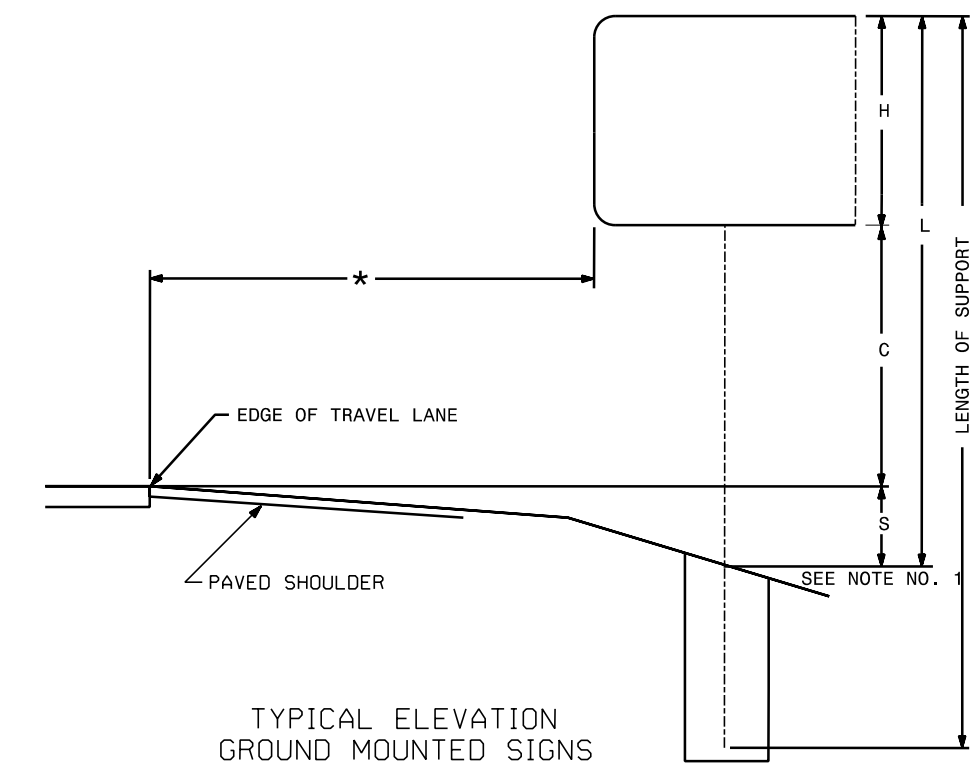 H
L
LENGTH OF SUPPORT
*
C
EDGE OF TRAVEL LANE
S
SEE NOTE NO. 1
PAVED SHOULDER
TYPICAL ELEVATION
GROUND MOUNTED SIGNS